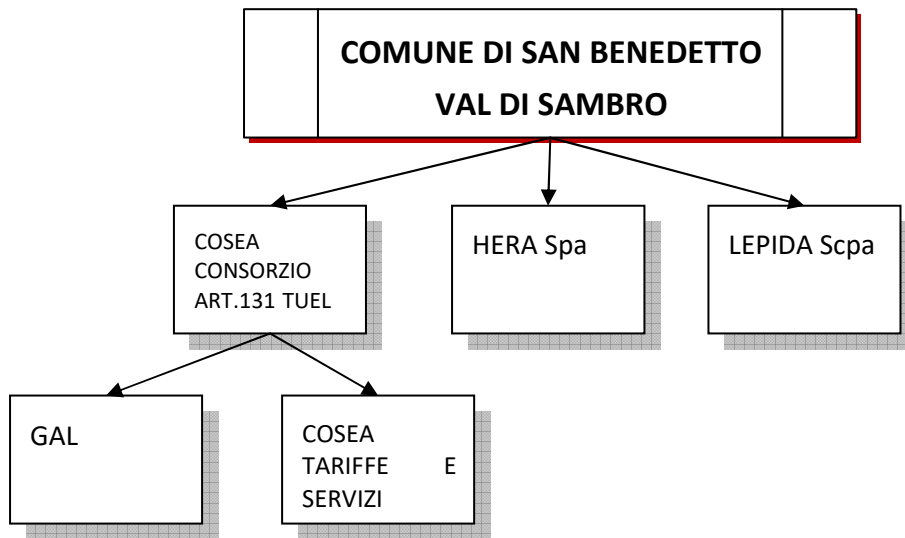 COMUNE DI SAN BENEDETTO
VAL DI SAMBRO
COSEA
CONSORZIO
ART.131 TUEL
HERA Spa
LEPIDA Scpa
GAL
COSEA
TARIFFE E
SERVIZI